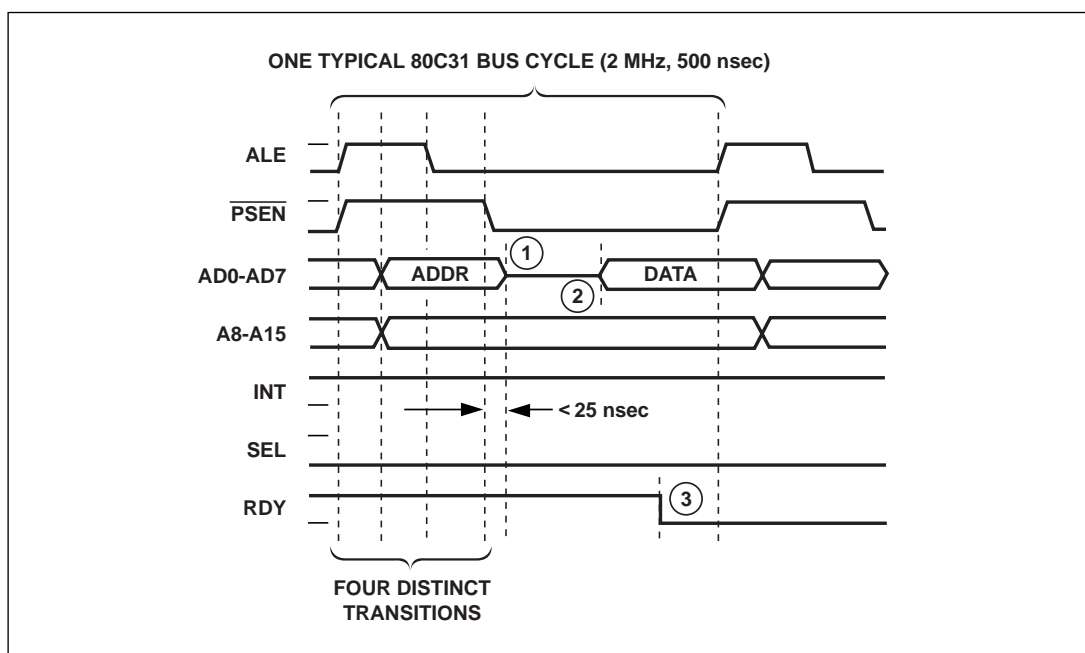 ONE TYPICAL 80C31 BUS CYCLE (2 MHz, 500 nsec)
ALE
PSEN
AD0-AD7
ADDR
1
2
DATA
A8-A15
INT
< 25 nsec
SEL
RDY
3
FOUR DISTINCT
TRANSITIONS